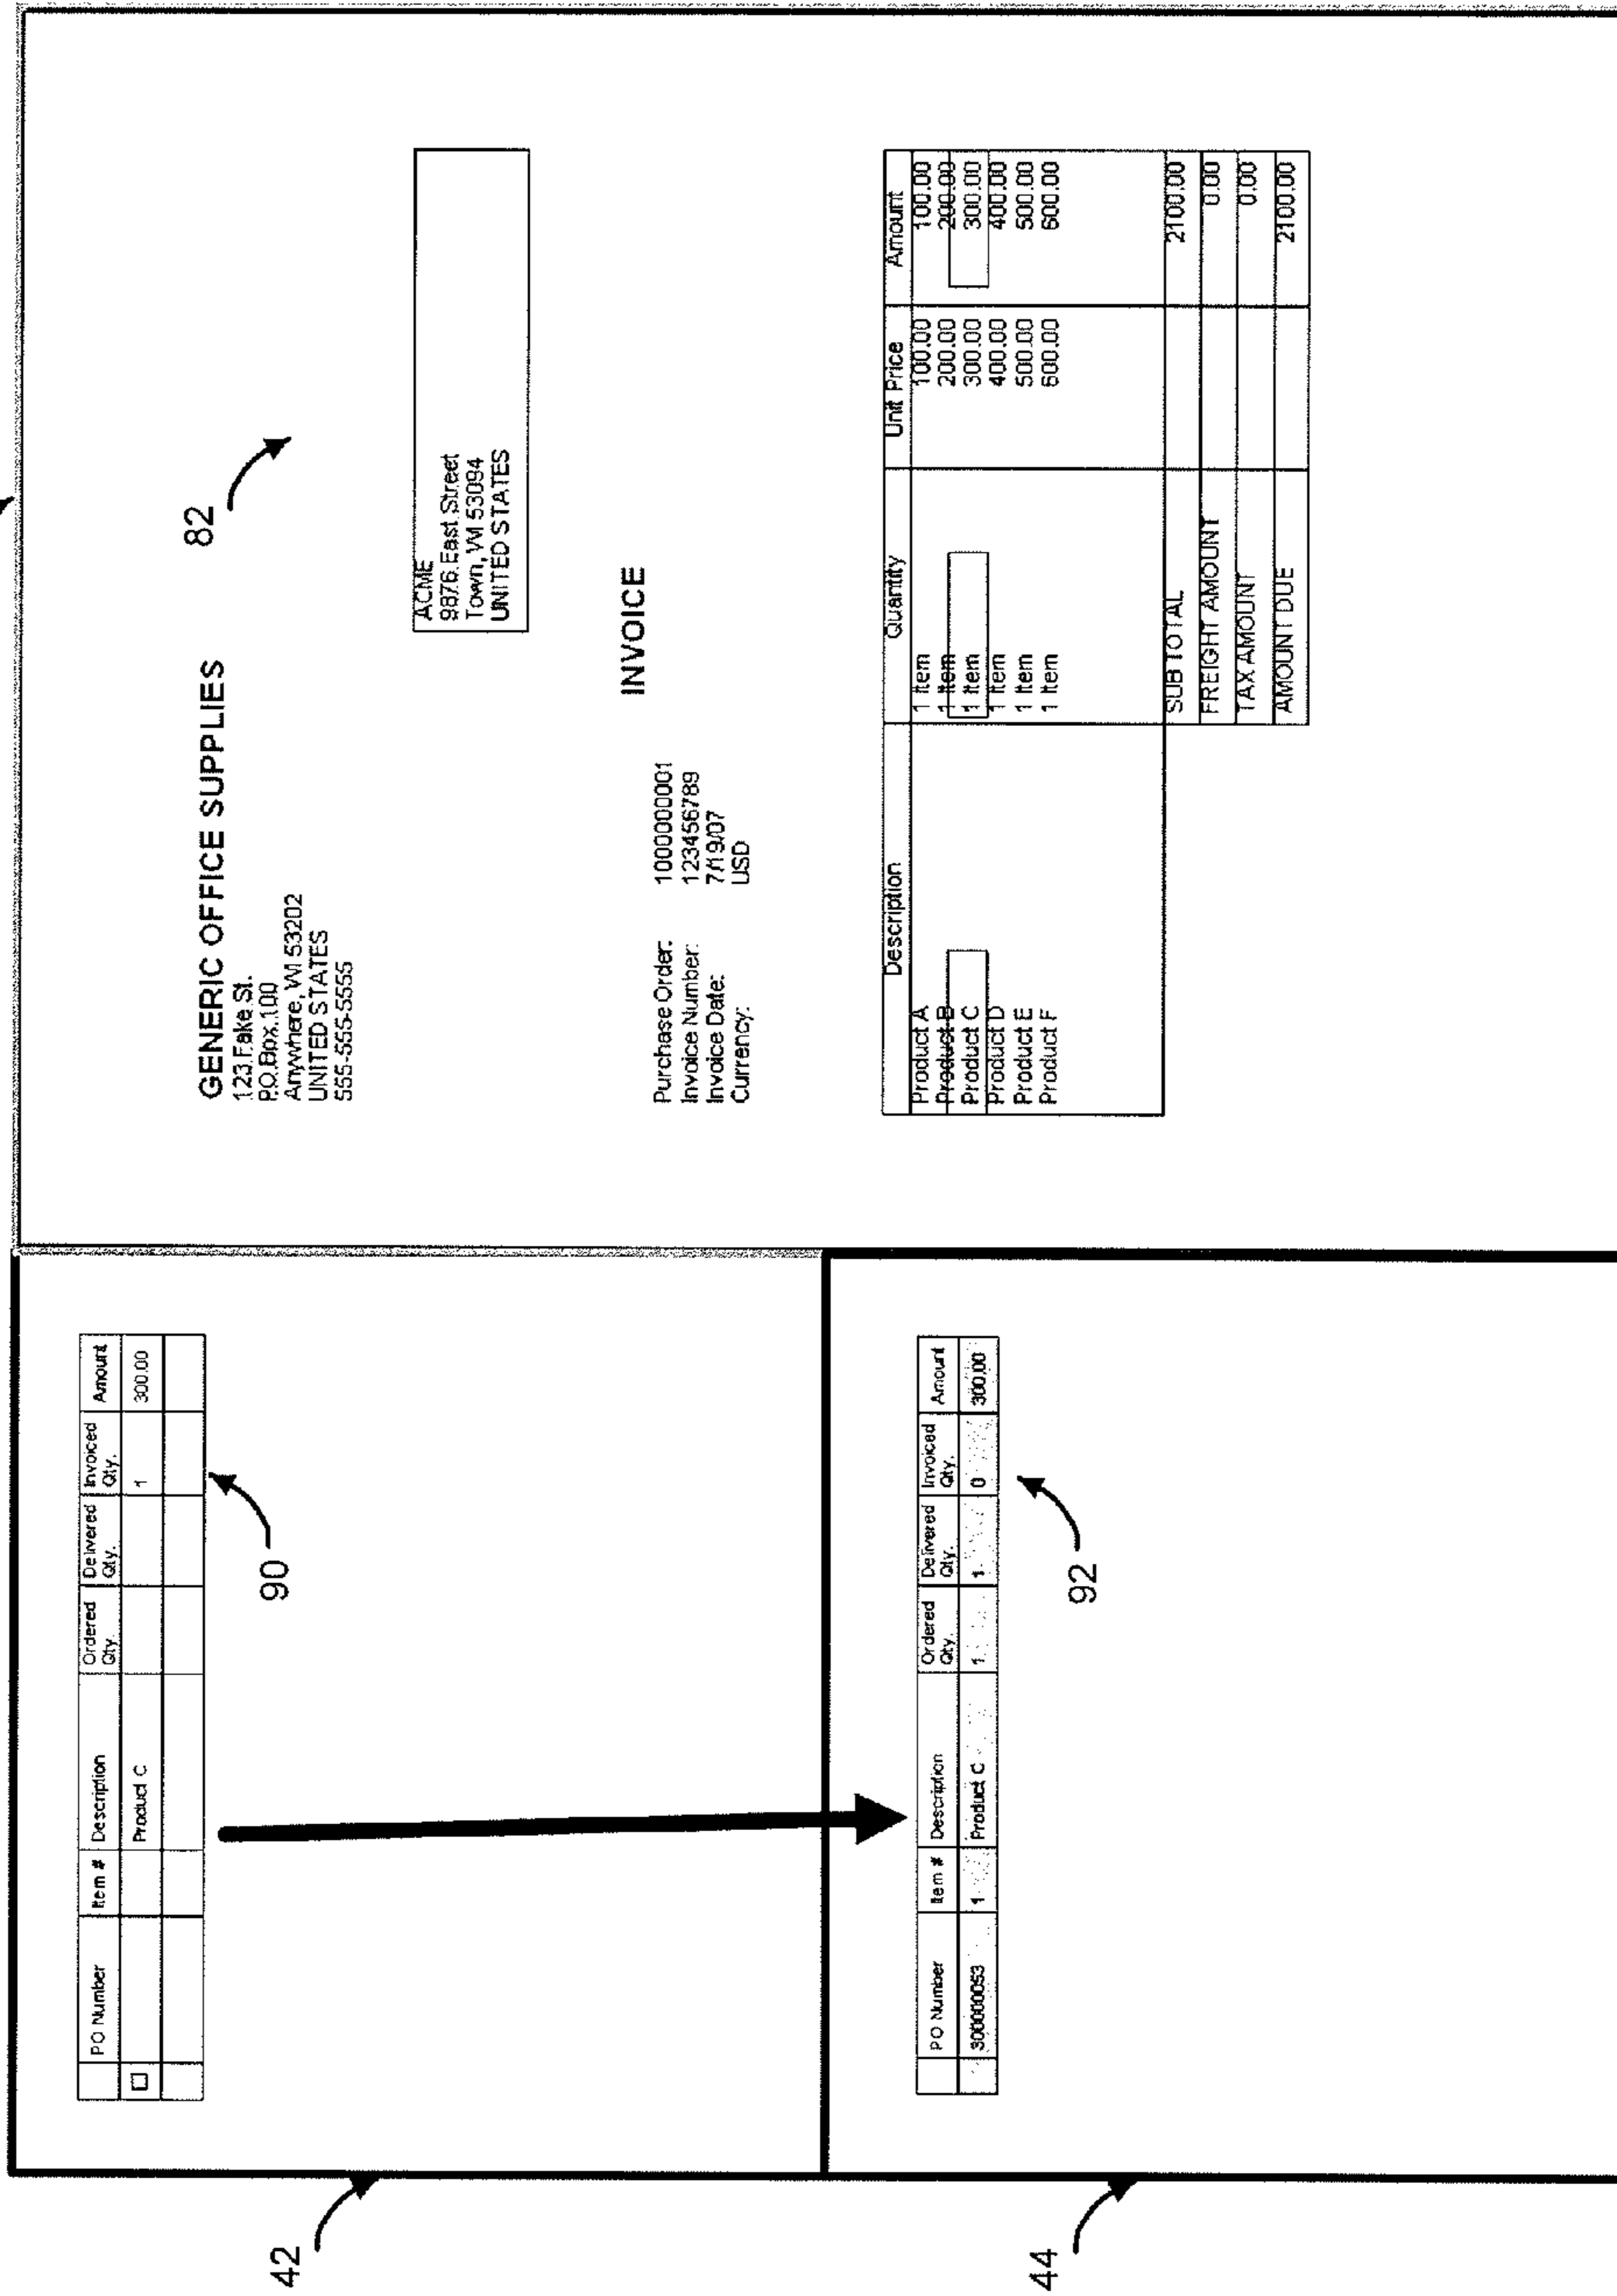 42
PO Number Item # Description Ordered Qty. Delivered Qty. Invoiced Qty. Amount
Product C 1 300.00
90
44
PO Number Item # Description Ordered Qty. Delivered Qty. Invoiced Qty. Amount
300000053 1 Product C 1 1 0 300.00
92
82
GENERIC OFFICE SUPPLIES
123 Fake St.
P.O.Box.100
Anywhere, WI 53202
UNITED STATES
555-555-5555
ACME
9876 East Street
Town, WI 53094
UNITED STATES
INVOICE
Purchase Order: 1000000001
Invoice Number: 123456789
Invoice Date: 7/19/07
Currency: USD
Description Quantity Unit Price Amount
Product A 1 Item 100.00 100.00
Product B 1 Item 200.00 200.00
Product C 1 Item 300.00 300.00
Product D 1 Item 400.00 400.00
Product E 1 Item 500.00 500.00
Product F 1 Item 600.00 600.00
SUBTOTAL 2100.00
FREIGHT AMOUNT 0.00
TAX AMOUNT 0.00
AMOUNT DUE 2100.00